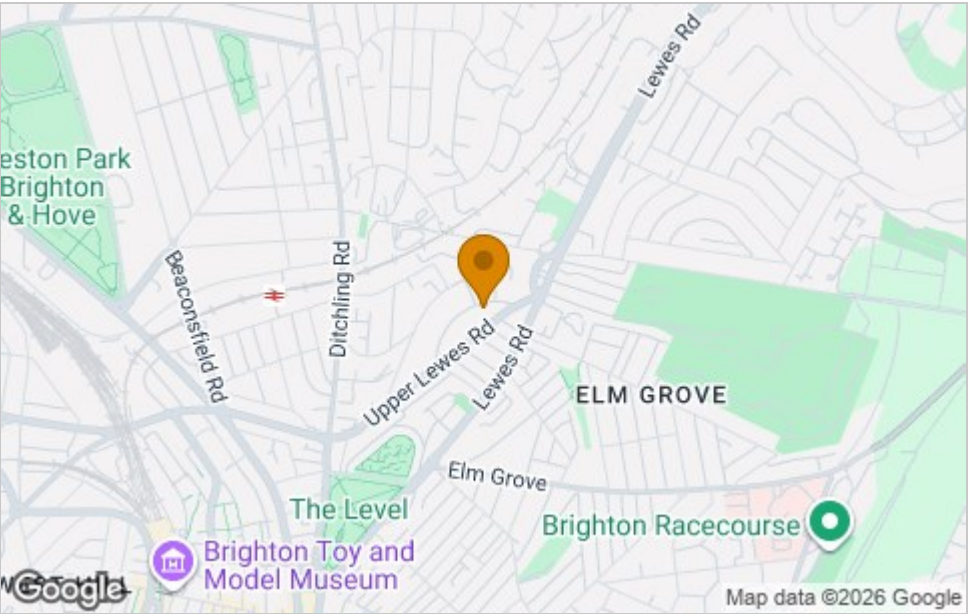 Lewes Rd
eston Park
Brighton
& Hove
Beaconsfield Rd
Ditchling Rd
Upper Lewes Rd
Lewes Rd
ELM GROVE
Elm Grove
The Level
Brighton Racecourse
Brighton Toy and
Model Museum
Google
Map data ©2026 Google